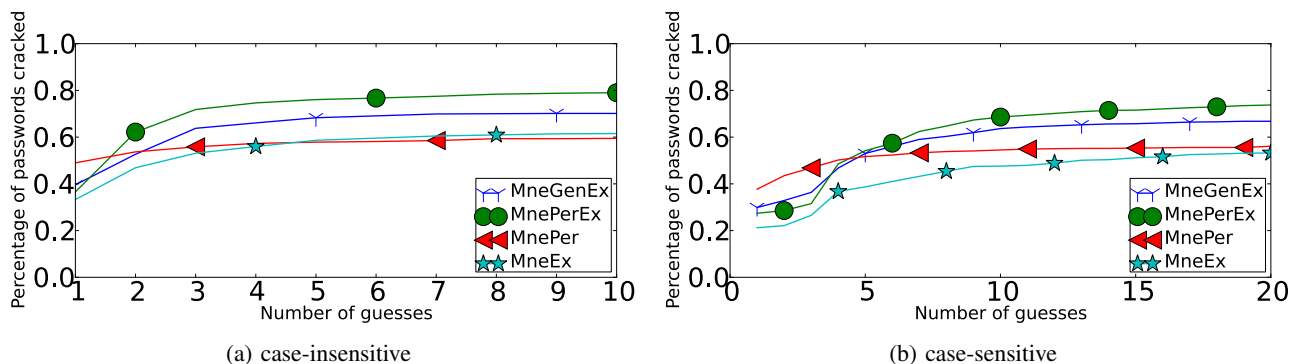 Percentage of passwords cracked
1.0
0.8
0.6
0.4
0.2
0.0
1 2 3 4 5 6 7 8 9 10
Number of guesses
MneGenEx
MnePerEx
MnePer
MneEx
(a) case-insensitive
Percentage of passwords cracked
1.0
0.8
0.6
0.4
0.2
0.0
0 5 10 15 20
Number of guesses
MneGenEx
MnePerEx
MnePer
MneEx
(b) case-sensitive